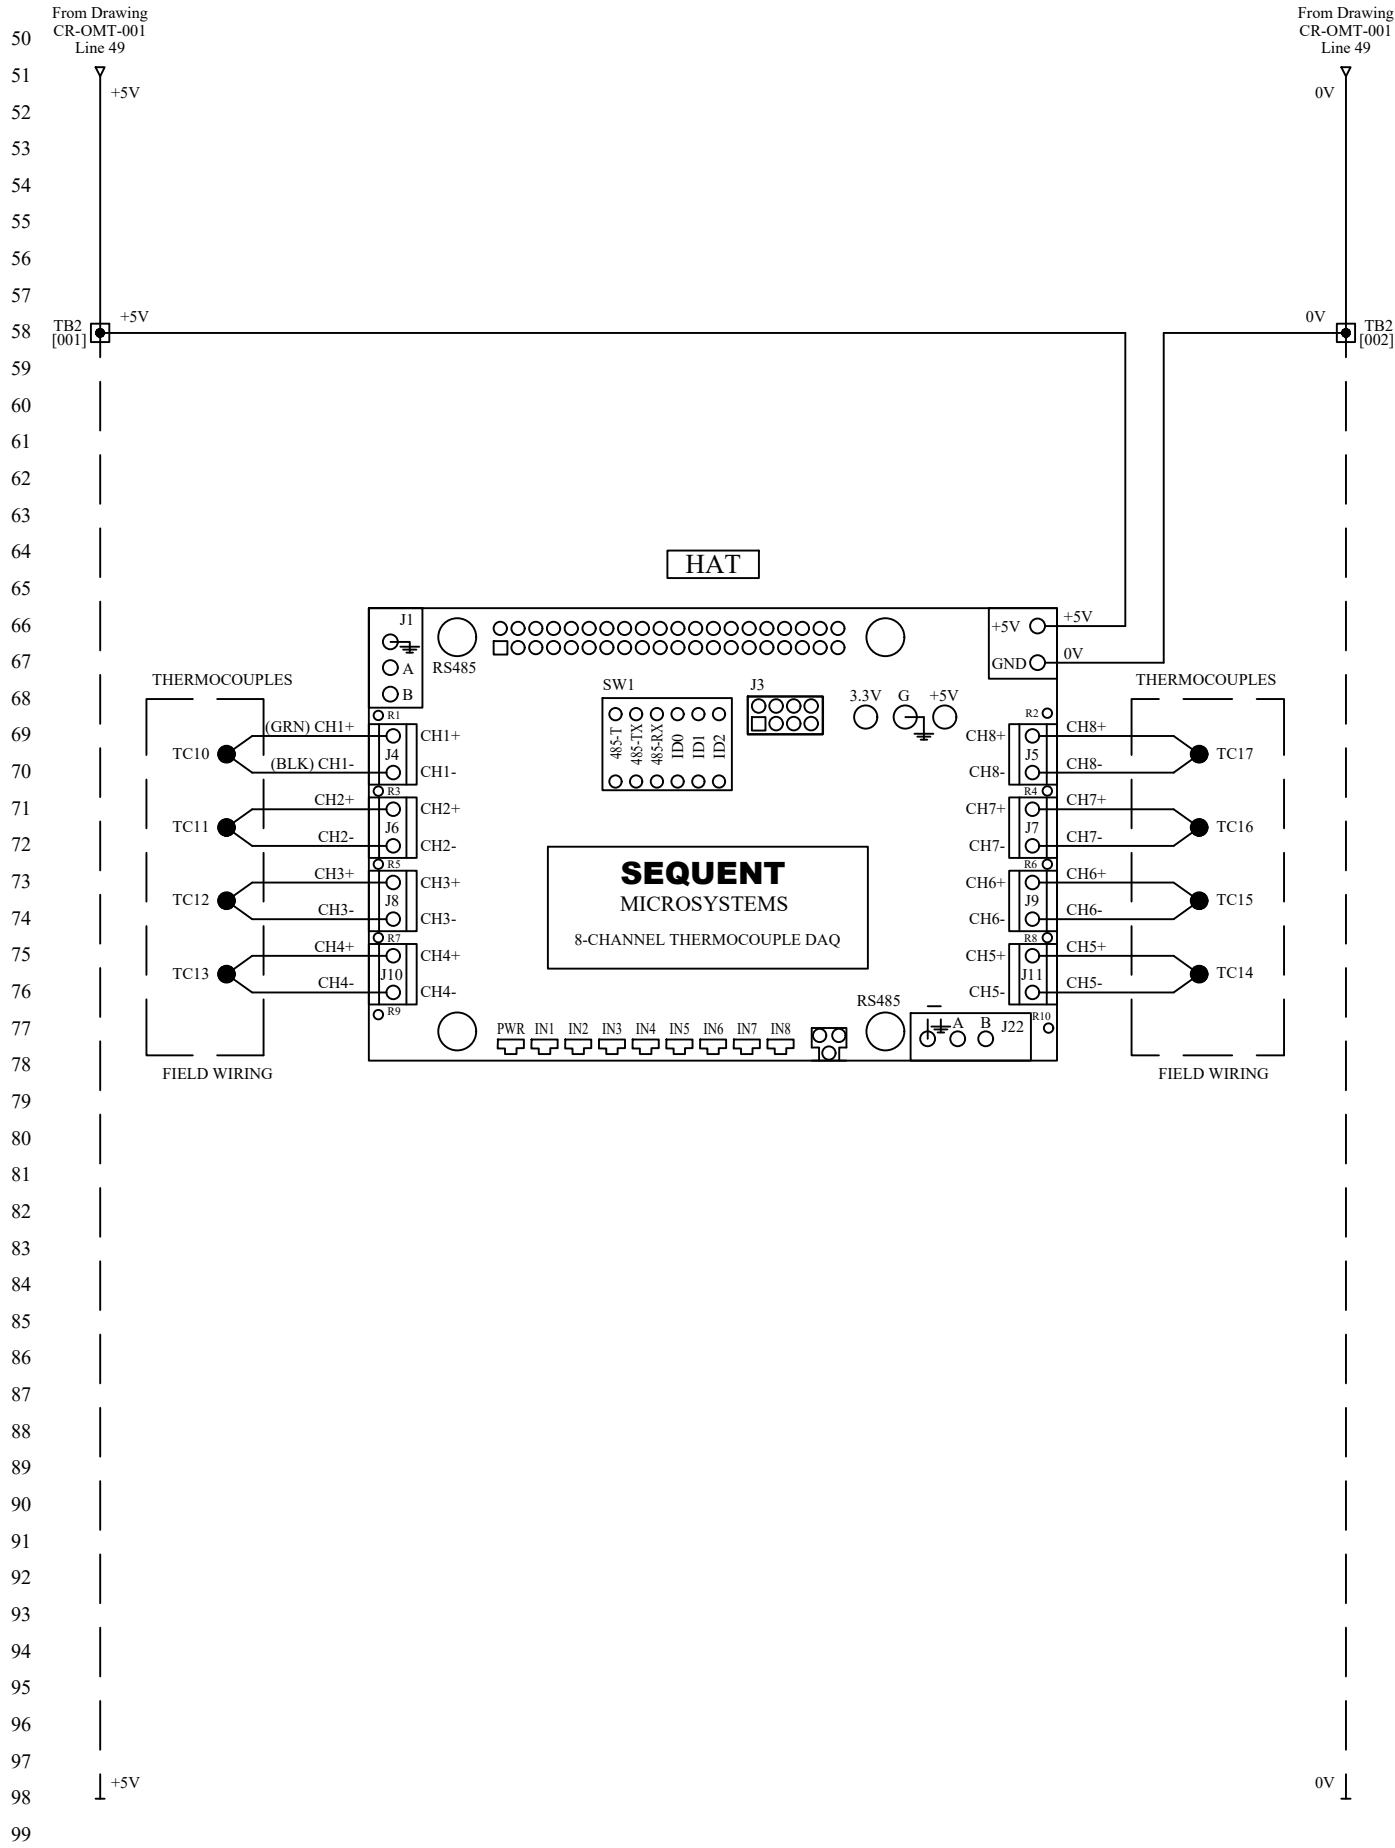 From Drawing
CR-OMT-001
Line 49
From Drawing
CR-OMT-001
Line 49
50
51
+5V
0V
52
53
54
55
56
57
+5V
0V
58
TB2
[001]
TB2
[002]
59
60
61
62
63
64
HAT
65
66
J1
+5V
+5V
67
A
RS485
GND
0V
68
THERMOCOUPLES
B
SW1
J3
3.3V
G
+5V
THERMOCOUPLES
R1
R2
69
(GRN) CH1+
CH1+
485-T
485-TX
485-RX
ID0
ID1
ID2
CH8+
CH8+
TC10
J4
J5
TC17
70
(BLK) CH1-
CH1-
CH8-
CH8-
R3
R4
71
CH2+
CH2+
CH7+
CH7+
TC11
J6
J7
TC16
72
CH2-
CH2-
CH7-
CH7-
R5
R6
73
CH3+
CH3+
SEQUENT
CH6+
CH6+
TC12
J8
MICROSYSTEMS
J9
TC15
74
CH3-
CH3-
CH6-
CH6-
R7
8-CHANNEL THERMOCOUPLE DAQ
R8
75
CH4+
CH4+
CH5+
CH5+
TC13
J10
J11
TC14
76
CH4-
CH4-
CH5-
CH5-
R9
RS485
R10
77
PWR IN1 IN2 IN3 IN4 IN5 IN6 IN7 IN8
A
B
J22
78
FIELD WIRING
FIELD WIRING
79
80
81
82
83
84
85
86
87
88
89
90
91
92
93
94
95
96
97
+5V
0V
98
99